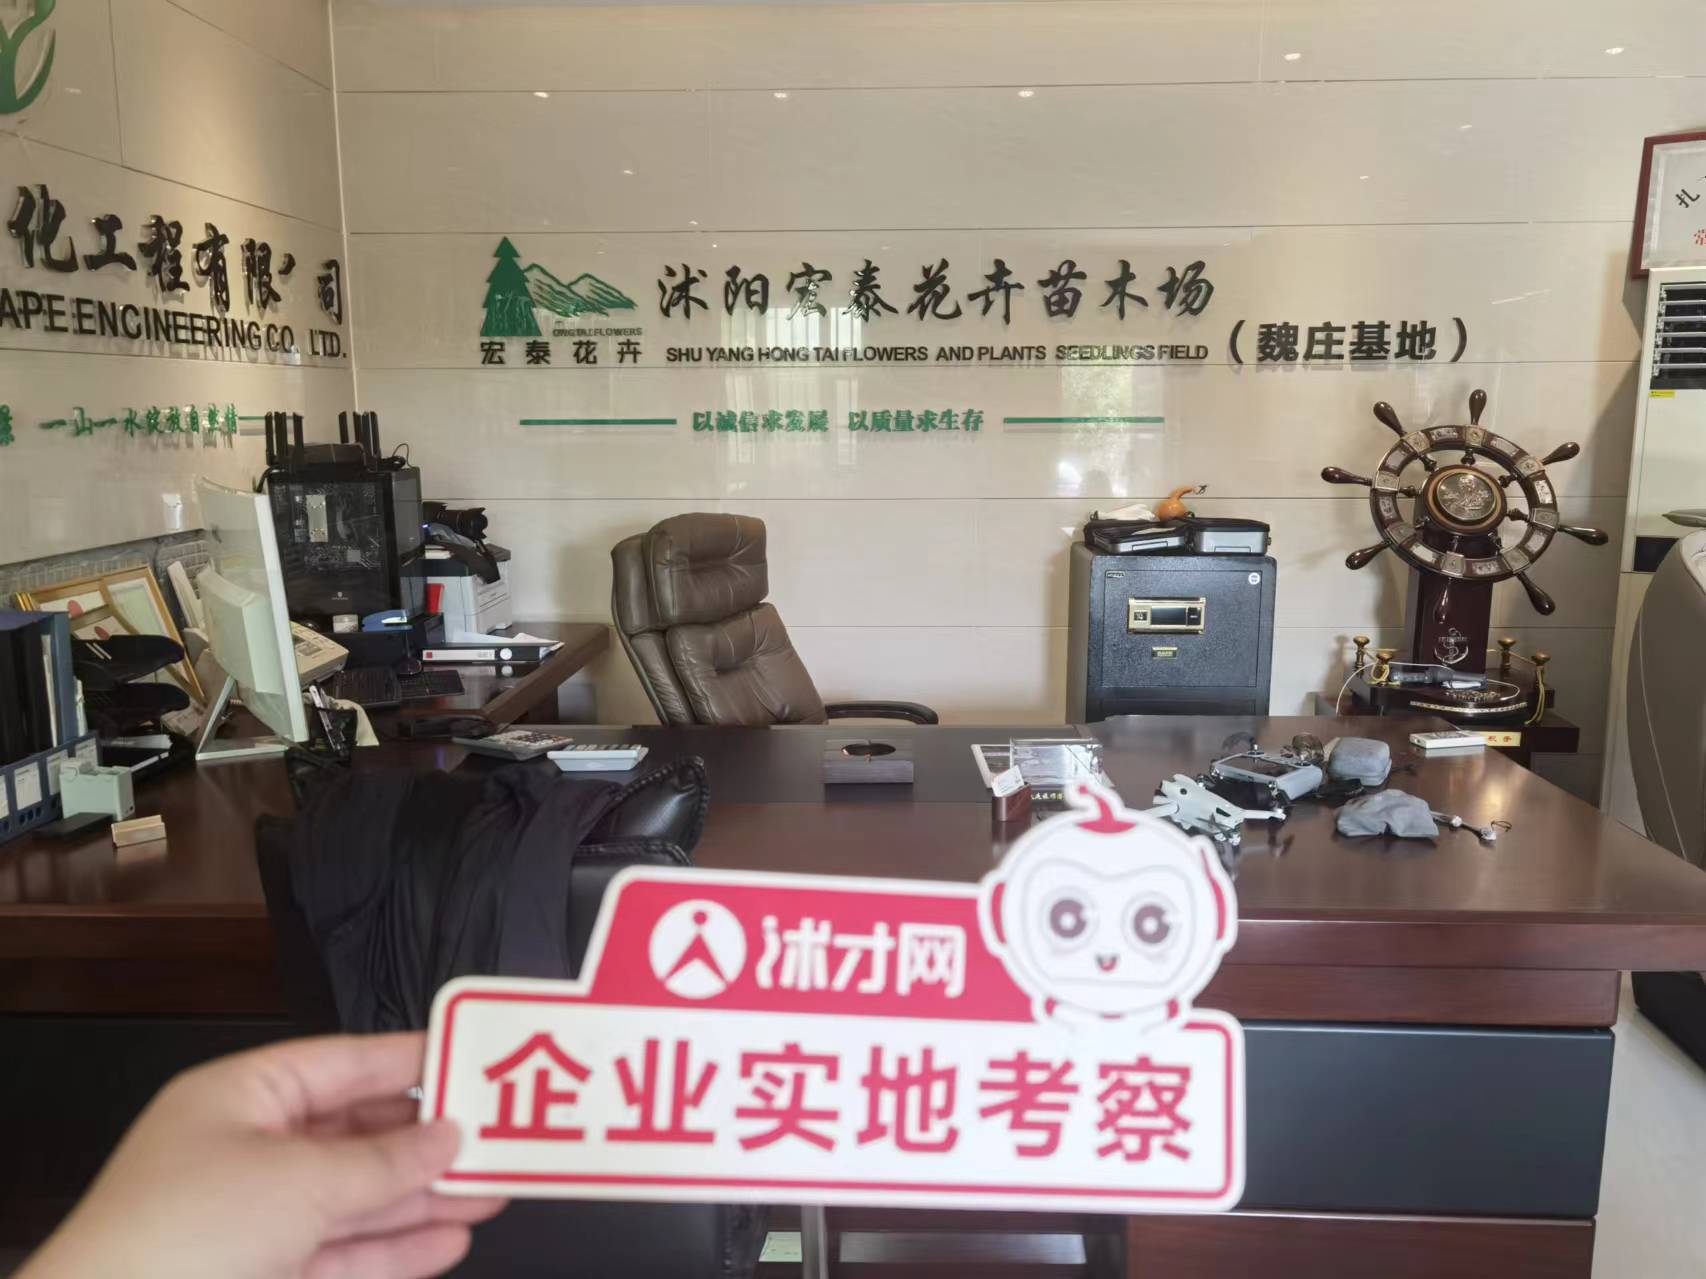 化工程有限公司
APE ENGINEERING CO. LTD.
一山一水绽放自然情
沭阳宏泰花卉苗木场
宏泰花卉
SHU YANG HONG TAI FLOWERS AND PLANTS SEEDLINGS FIELD
（魏庄基地）
以诚信求发展 以质量求生存
沭才网
企业实地考察